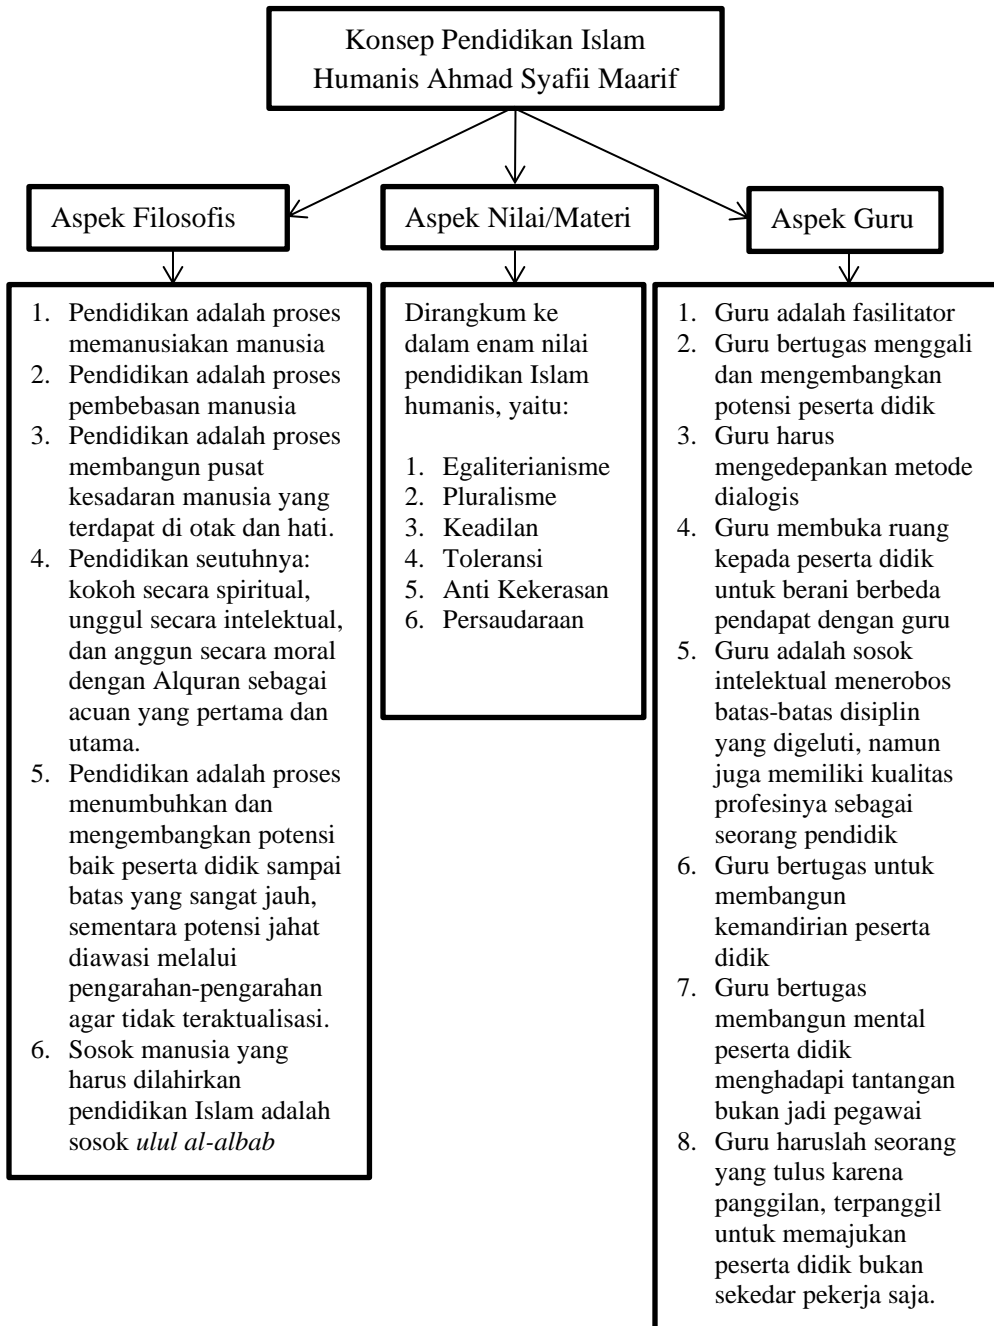 Konsep Pendidikan Islam
Humanis Ahmad Syafii Maarif
Aspek Filosofis
Aspek Nilai/Materi
Aspek Guru
1. Pendidikan adalah proses
memanusiakan manusia
2. Pendidikan adalah proses
pembebasan manusia
3. Pendidikan adalah proses
membangun pusat
kesadaran manusia yang
terdapat di otak dan hati.
4. Pendidikan seutuhnya:
kokoh secara spiritual,
unggul secara intelektual,
dan anggun secara moral
dengan Alquran sebagai
acuan yang pertama dan
utama.
5. Pendidikan adalah proses
menumbuhkan dan
mengembangkan potensi
baik peserta didik sampai
batas yang sangat jauh,
sementara potensi jahat
diawasi melalui
pengarahan-pengarahan
agar tidak teraktualisasi.
6. Sosok manusia yang
harus dilahirkan
pendidikan Islam adalah
sosok ulul al-albab
Dirangkum ke
dalam enam nilai
pendidikan Islam
humanis, yaitu:
1. Egaliterianisme
2. Pluralisme
3. Keadilan
4. Toleransi
5. Anti Kekerasan
6. Persaudaraan
1. Guru adalah fasilitator
2. Guru bertugas menggali
dan mengembangkan
potensi peserta didik
3. Guru harus
mengedepankan metode
dialogis
4. Guru membuka ruang
kepada peserta didik
untuk berani berbeda
pendapat dengan guru
5. Guru adalah sosok
intelektual menerobos
batas-batas disiplin
yang digeluti, namun
juga memiliki kualitas
profesinya sebagai
seorang pendidik
6. Guru bertugas untuk
membangun
kemandirian peserta
didik
7. Guru bertugas
membangun mental
peserta didik
menghadapi tantangan
bukan jadi pegawai
8. Guru haruslah seorang
yang tulus karena
panggilan, terpanggil
untuk memajukan
peserta didik bukan
sekedar pekerja saja.